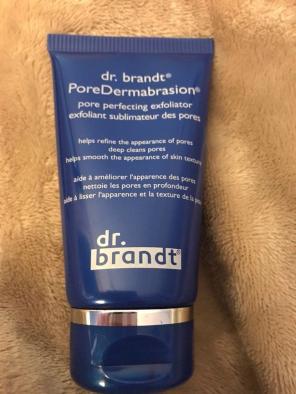 dr. brandt®
PoreDermabrasion®
pore perfecting exfoliator
exfoliant sublimateur des pores
helps refine the appearance of pores
deep cleans pores
helps smooth the appearance of skin texture
aide à améliorer l'apparence des pores
nettoie les pores en profondeur
aide à lisser l'apparence et la texture de la peau
dr.
brandt®